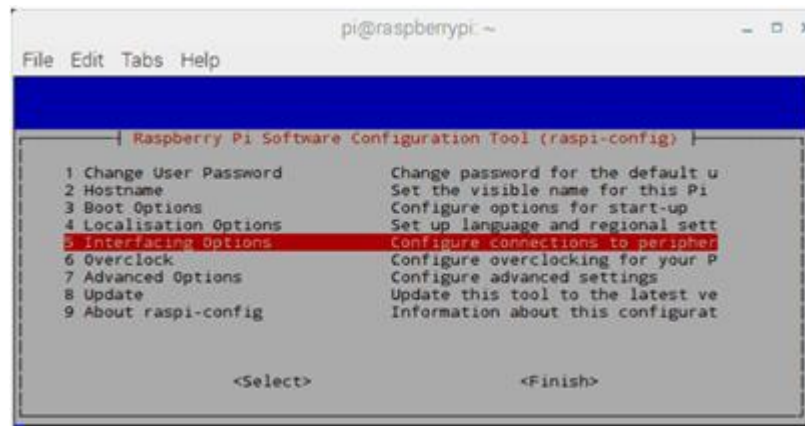 pi@raspberrypi: ~
File Edit Tabs Help
Raspberry Pi Software Configuration Tool (raspi-config)
1 Change User Password Change password for the default u
2 Hostname Set the visible name for this Pi
3 Boot Options Configure options for start-up
4 Localisation Options Set up language and regional sett
5 Interfacing Options Configure connections to peripher
6 Overclock Configure overclocking for your P
7 Advanced Options Configure advanced settings
8 Update Update this tool to the latest ve
9 About raspi-config Information about this configurat
<Select> <Finish>